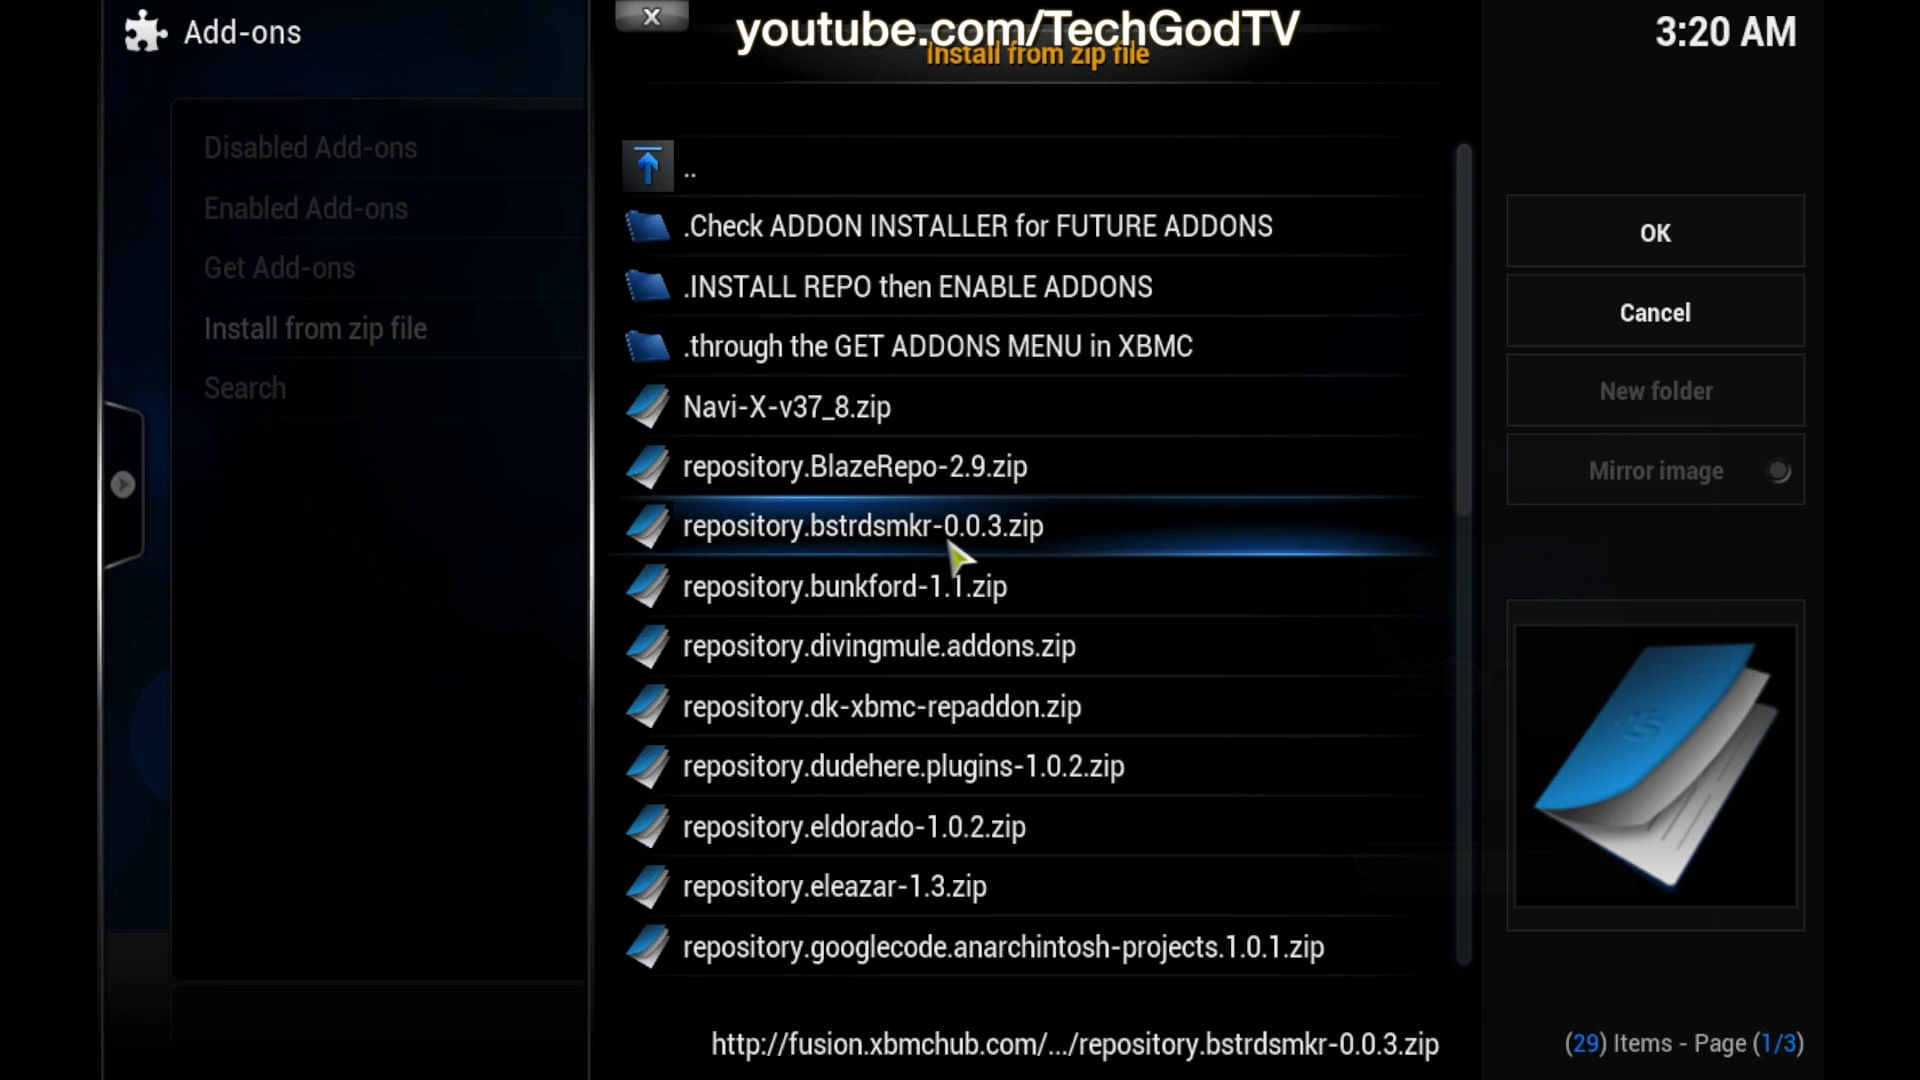 Add-ons
X
youtube.com/TechGodTV
Install from zip file
3:20 AM
Disabled Add-ons
Enabled Add-ons
Get Add-ons
Install from zip file
Search
..
.Check ADDON INSTALLER for FUTURE ADDONS
.INSTALL REPO then ENABLE ADDONS
.through the GET ADDONS MENU in XBMC
Navi-X-v37_8.zip
repository.BlazeRepo-2.9.zip
repository.bstrdsmkr-0.0.3.zip
repository.bunkford-1.1.zip
repository.divingmule.addons.zip
repository.dk-xbmc-repaddon.zip
repository.dudehere.plugins-1.0.2.zip
repository.eldorado-1.0.2.zip
repository.eleazar-1.3.zip
repository.googlecode.anarchintosh-projects.1.0.1.zip
OK
Cancel
New folder
Mirror image
http://fusion.xbmchub.com/.../repository.bstrdsmkr-0.0.3.zip
(29) Items - Page (1/3)